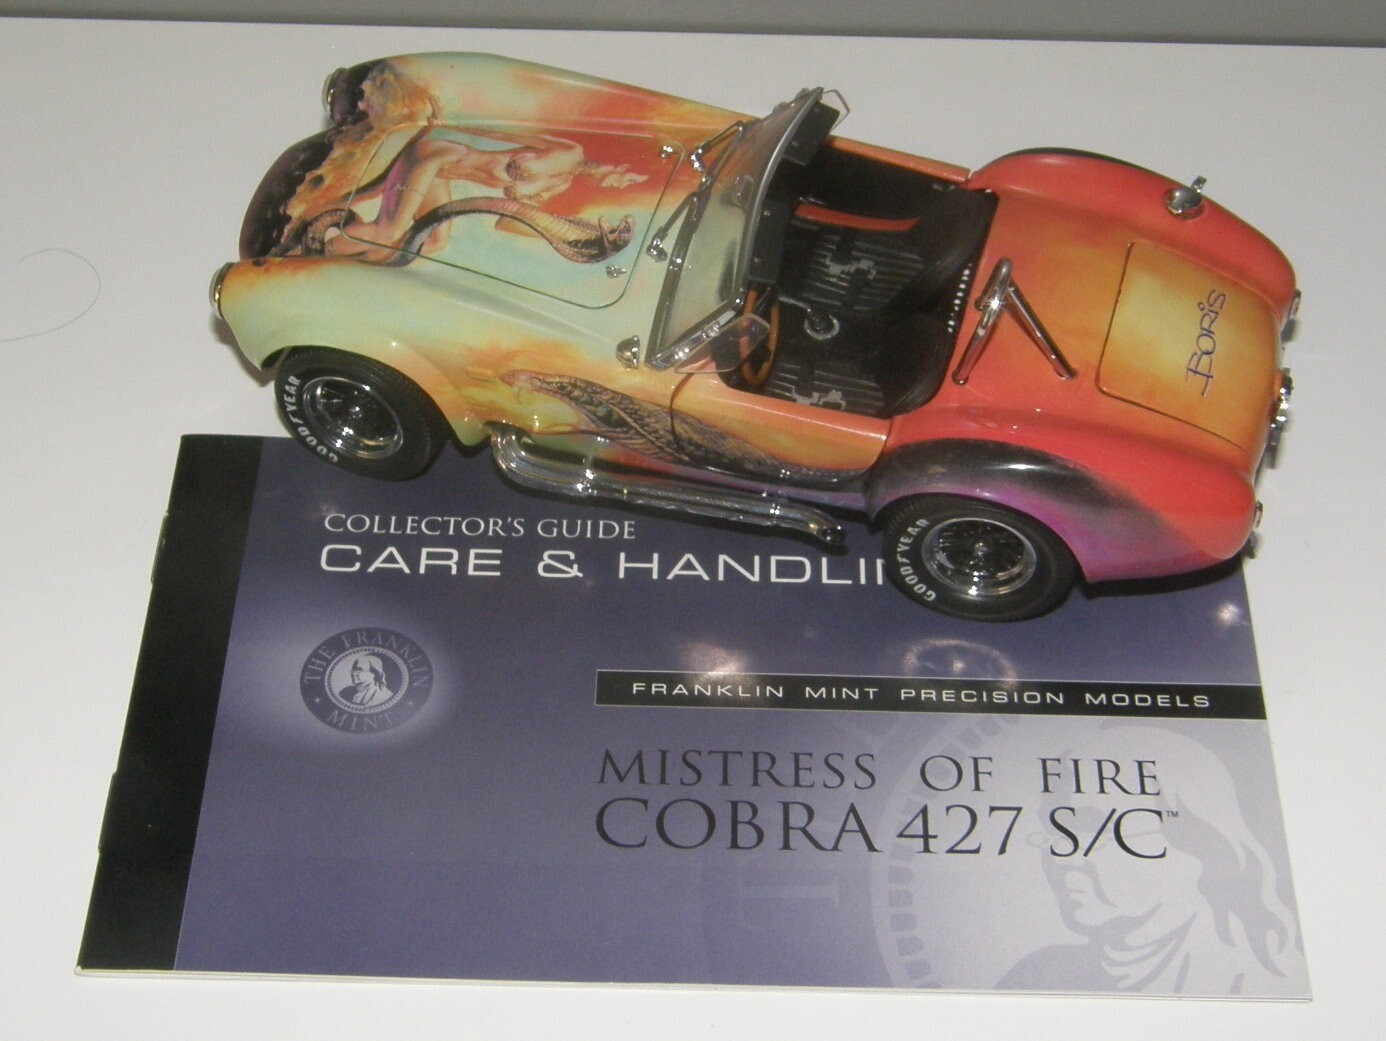 Boris
GOODYEAR
GOODYEAR
COLLECTOR'S GUIDE
CARE & HANDLIN
THE FRANKLIN MINT
FRANKLIN MINT PRECISION MODELS
MISTRESS OF FIRE
COBRA 427 S/C™